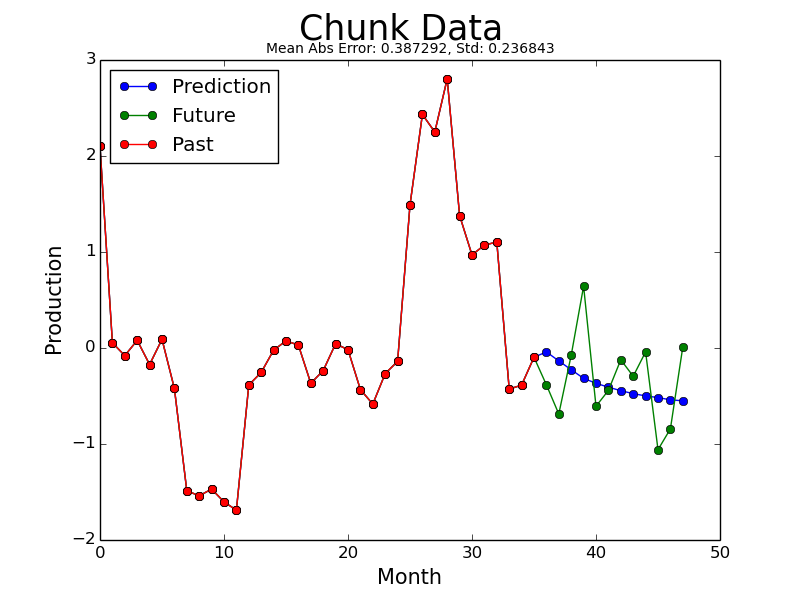 Chunk Data
Mean Abs Error: 0.387292, Std: 0.236843
Prediction
Future
Past
Production
3
2
1
0
−1
−2
0 10 20 30 40 50
Month